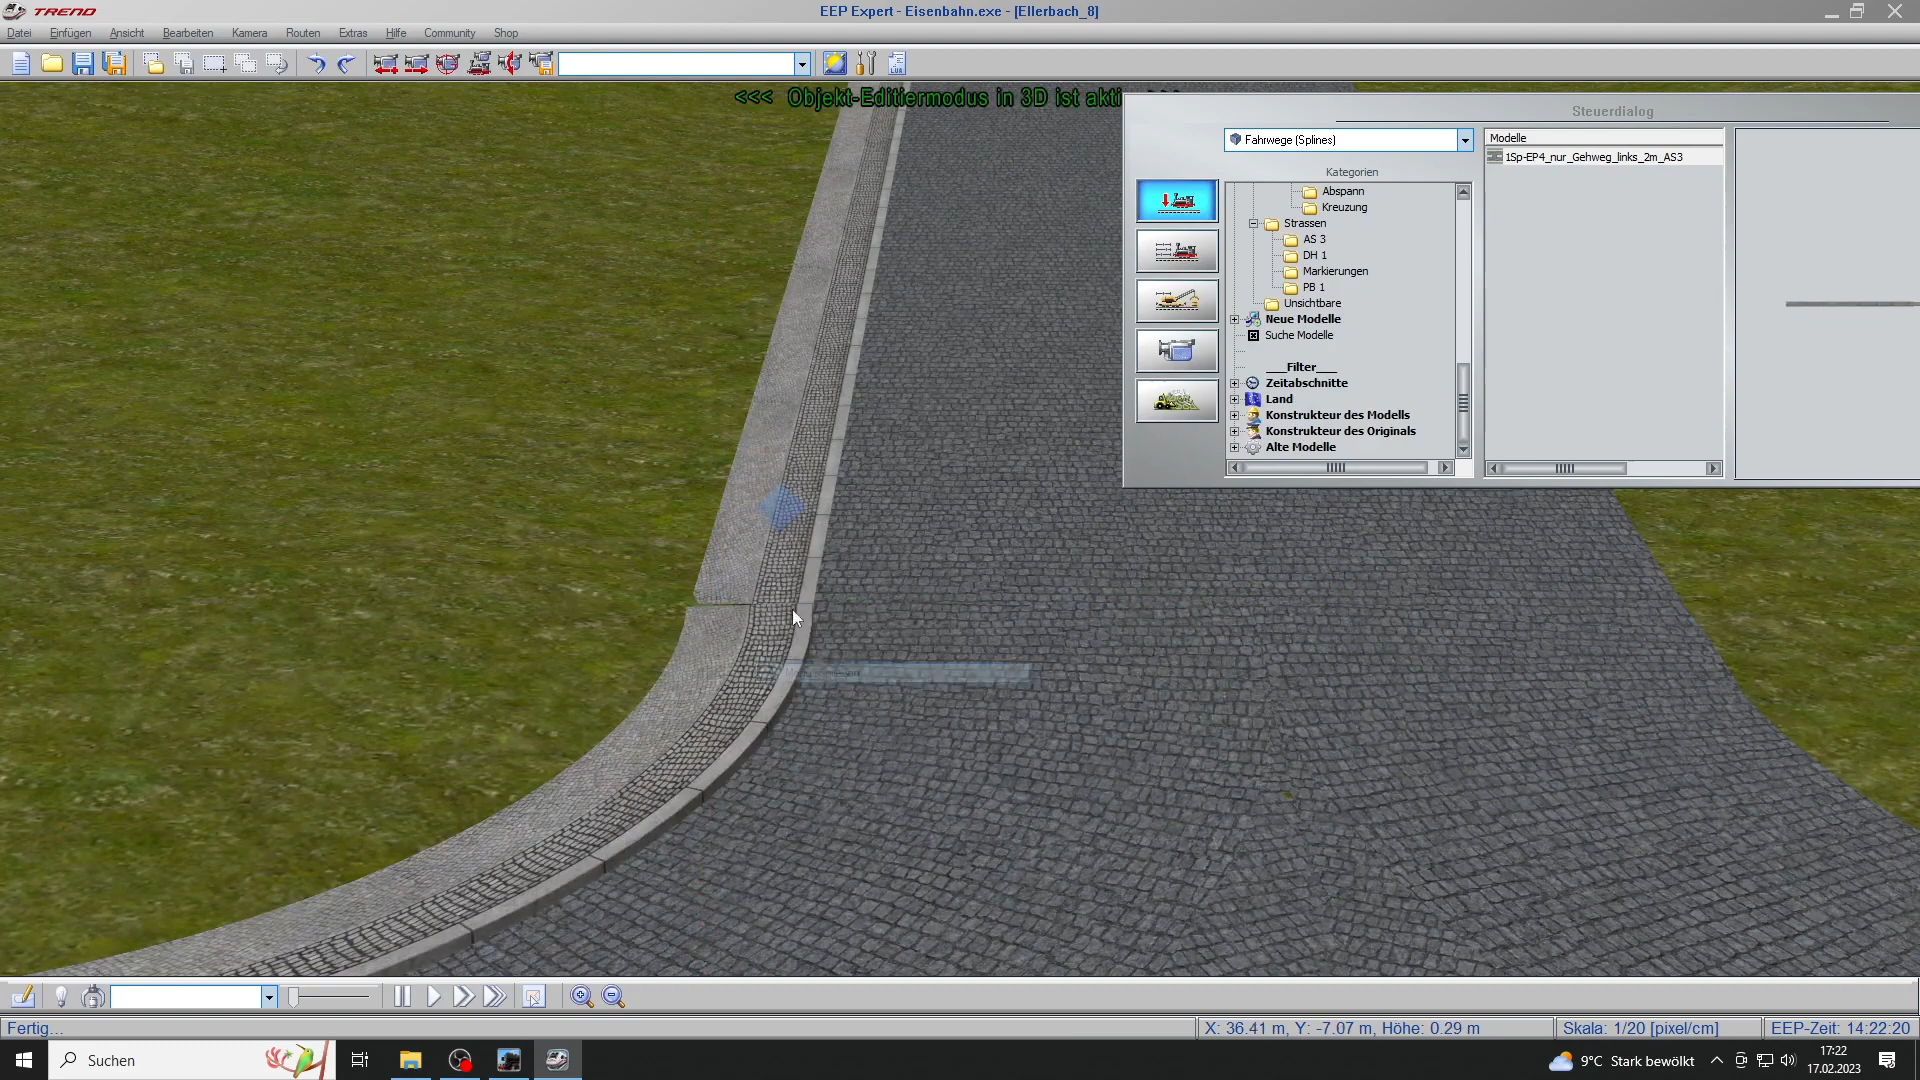 TREND
EEP Expert - Eisenbahn.exe - [Ellerbach_8]
Datei Einfügen Ansicht Bearbeiten Kamera Routen Extras Hilfe Community Shop
LUA
<<< Objekt-Editiermodus in 3D ist akti
Steuerdialog
Fahrwege (Splines)
Modelle
1Sp-EP4_nur_Gehweg_links_2m_AS3
Kategorien
Abspann
Kreuzung
Strassen
AS 3
DH 1
Markierungen
PB 1
Unsichtbare
Neue Modelle
Suche Modelle
___Filter___
Zeitabschnitte
Land
Konstrukteur des Modells
Konstrukteur des Originals
Alte Modelle
Fertig...
X: 36.41 m, Y: -7.07 m, Höhe: 0.29 m
Skala: 1/20 [pixel/cm]
EEP-Zeit: 14:22:20
Suchen
9°C Stark bewölkt
17:22
17.02.2023